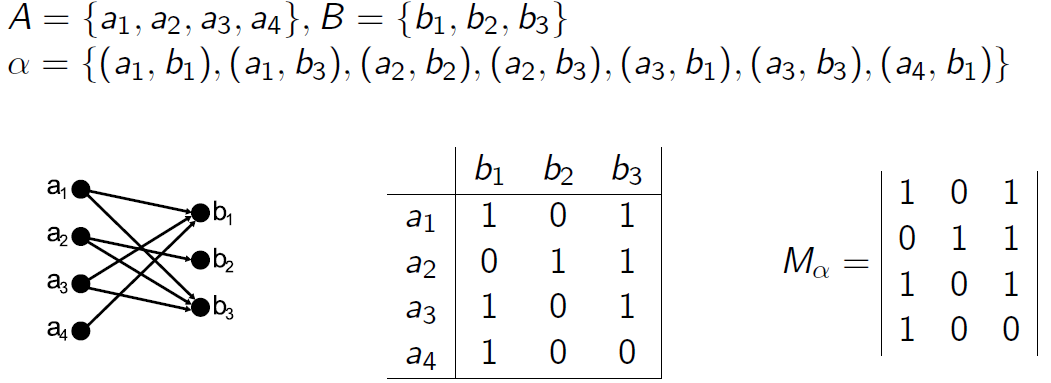 A = {a₁, a₂, a₃, a₄}, B = {b₁, b₂, b₃}
α = {(a₁, b₁), (a₁, b₃), (a₂, b₂), (a₂, b₃), (a₃, b₁), (a₃, b₃), (a₄, b₁)}
a₁
a₂
a₃
a₄
b₁
b₂
b₃
b₁ b₂ b₃
a₁ 1 0 1
a₂ 0 1 1
a₃ 1 0 1
a₄ 1 0 0
M_α =
1 0 1
0 1 1
1 0 1
1 0 0